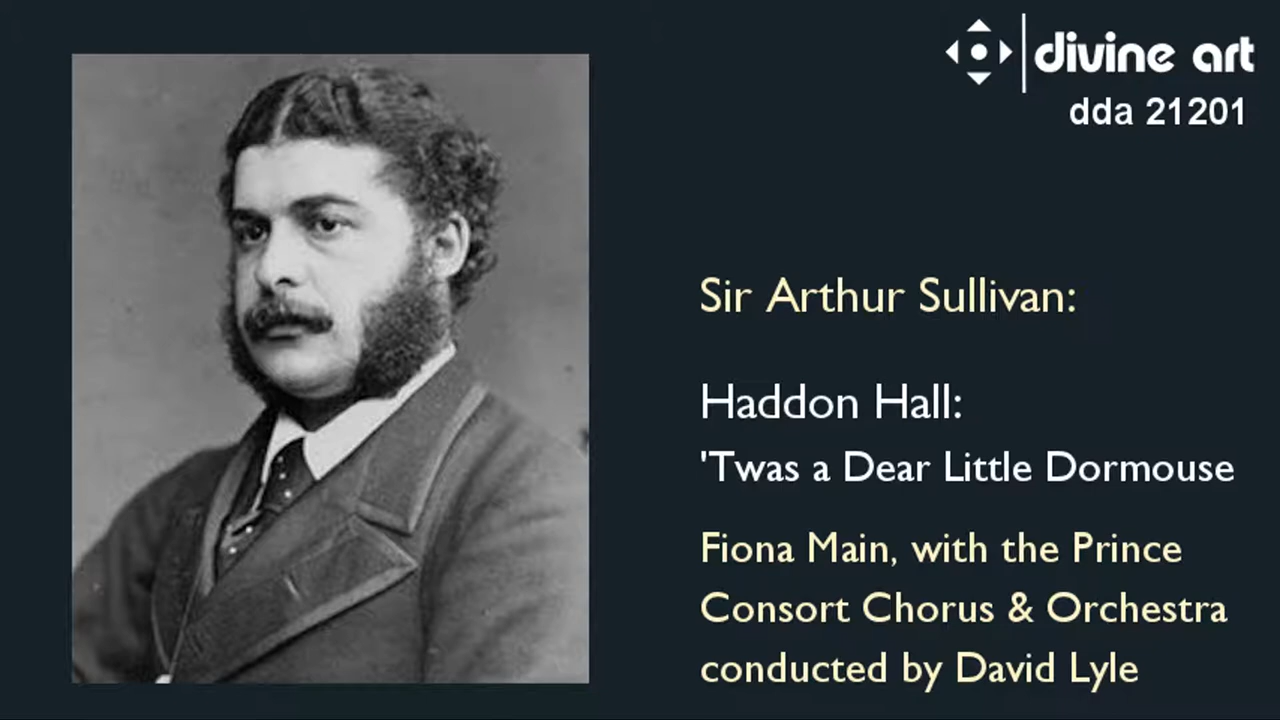 divine art
dda 21201
Sir Arthur Sullivan:
Haddon Hall:
'Twas a Dear Little Dormouse
Fiona Main, with the Prince
Consort Chorus & Orchestra
conducted by David Lyle